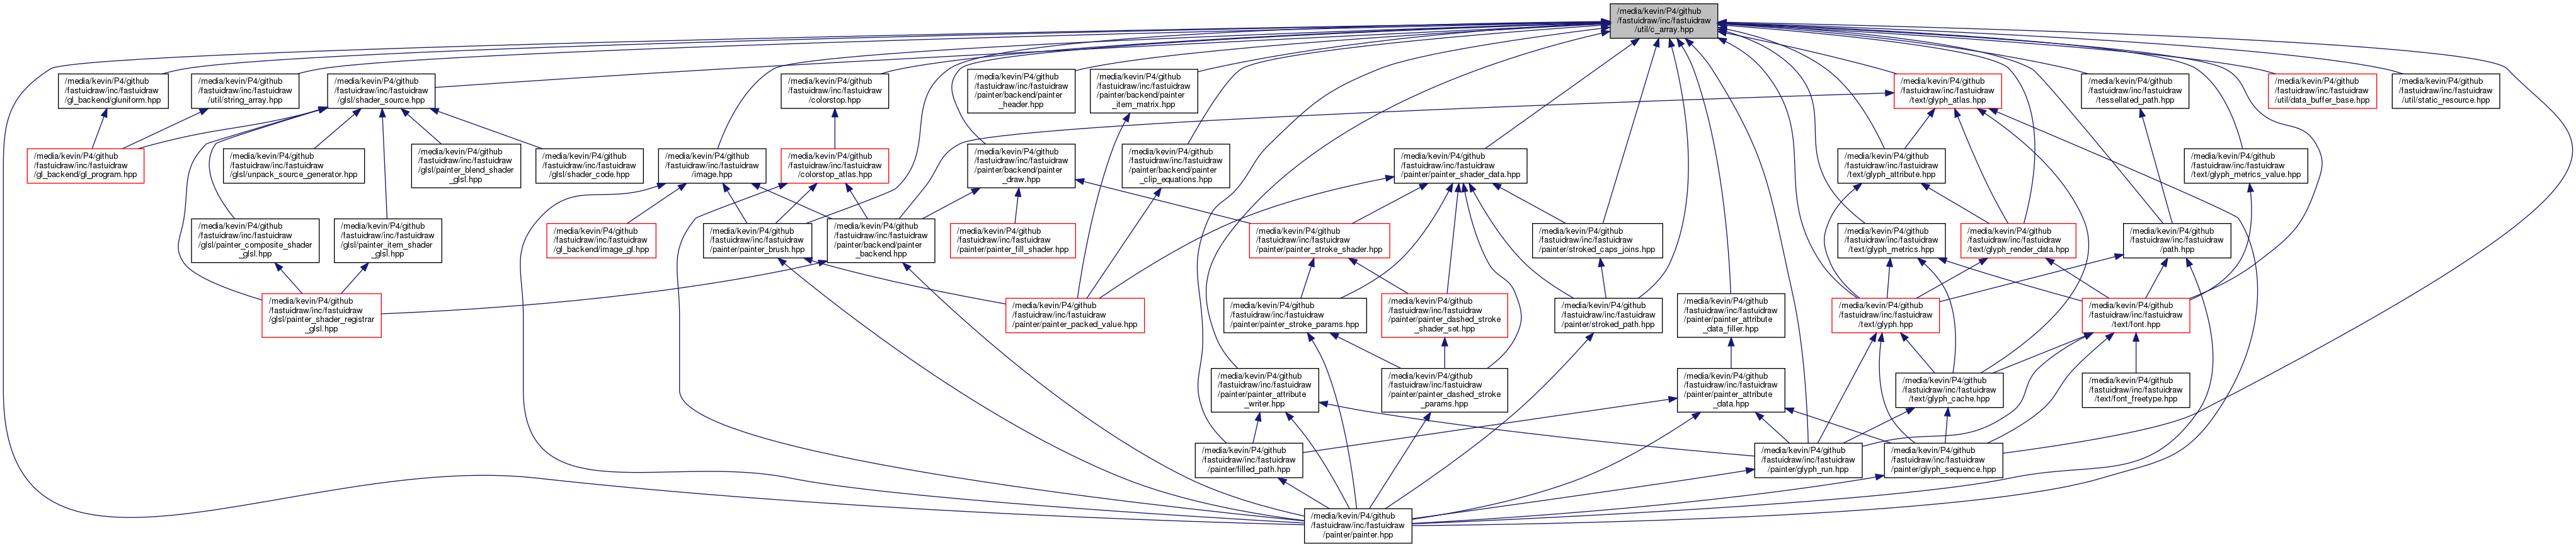 /media/kevin/P4/github
/fastuidraw/inc/fastuidraw
/util/c_array.hpp
/media/kevin/P4/github
/fastuidraw/inc/fastuidraw
/gl_backend/gluniform.hpp
/media/kevin/P4/github
/fastuidraw/inc/fastuidraw
/util/string_array.hpp
/media/kevin/P4/github
/fastuidraw/inc/fastuidraw
/glsl/shader_source.hpp
/media/kevin/P4/github
/fastuidraw/inc/fastuidraw
/colorstop.hpp
/media/kevin/P4/github
/fastuidraw/inc/fastuidraw
/painter/backend/painter
_header.hpp
/media/kevin/P4/github
/fastuidraw/inc/fastuidraw
/painter/backend/painter
_item_matrix.hpp
/media/kevin/P4/github
/fastuidraw/inc/fastuidraw
/text/glyph_atlas.hpp
/media/kevin/P4/github
/fastuidraw/inc/fastuidraw
/tessellated_path.hpp
/media/kevin/P4/github
/fastuidraw/inc/fastuidraw
/util/data_buffer_base.hpp
/media/kevin/P4/github
/fastuidraw/inc/fastuidraw
/util/static_resource.hpp
/media/kevin/P4/github
/fastuidraw/inc/fastuidraw
/gl_backend/gl_program.hpp
/media/kevin/P4/github
/fastuidraw/inc/fastuidraw
/glsl/unpack_source_generator.hpp
/media/kevin/P4/github
/fastuidraw/inc/fastuidraw
/glsl/painter_blend_shader
_glsl.hpp
/media/kevin/P4/github
/fastuidraw/inc/fastuidraw
/glsl/shader_code.hpp
/media/kevin/P4/github
/fastuidraw/inc/fastuidraw
/image.hpp
/media/kevin/P4/github
/fastuidraw/inc/fastuidraw
/colorstop_atlas.hpp
/media/kevin/P4/github
/fastuidraw/inc/fastuidraw
/painter/backend/painter
_draw.hpp
/media/kevin/P4/github
/fastuidraw/inc/fastuidraw
/painter/backend/painter
_clip_equations.hpp
/media/kevin/P4/github
/fastuidraw/inc/fastuidraw
/painter/painter_shader_data.hpp
/media/kevin/P4/github
/fastuidraw/inc/fastuidraw
/text/glyph_attribute.hpp
/media/kevin/P4/github
/fastuidraw/inc/fastuidraw
/text/glyph_metrics_value.hpp
/media/kevin/P4/github
/fastuidraw/inc/fastuidraw
/glsl/painter_composite_shader
_glsl.hpp
/media/kevin/P4/github
/fastuidraw/inc/fastuidraw
/glsl/painter_item_shader
_glsl.hpp
/media/kevin/P4/github
/fastuidraw/inc/fastuidraw
/gl_backend/image_gl.hpp
/media/kevin/P4/github
/fastuidraw/inc/fastuidraw
/painter/painter_brush.hpp
/media/kevin/P4/github
/fastuidraw/inc/fastuidraw
/painter/backend/painter
_backend.hpp
/media/kevin/P4/github
/fastuidraw/inc/fastuidraw
/painter/painter_fill_shader.hpp
/media/kevin/P4/github
/fastuidraw/inc/fastuidraw
/painter/painter_stroke_shader.hpp
/media/kevin/P4/github
/fastuidraw/inc/fastuidraw
/painter/stroked_caps_joins.hpp
/media/kevin/P4/github
/fastuidraw/inc/fastuidraw
/text/glyph_metrics.hpp
/media/kevin/P4/github
/fastuidraw/inc/fastuidraw
/text/glyph_render_data.hpp
/media/kevin/P4/github
/fastuidraw/inc/fastuidraw
/path.hpp
/media/kevin/P4/github
/fastuidraw/inc/fastuidraw
/glsl/painter_shader_registrar
_glsl.hpp
/media/kevin/P4/github
/fastuidraw/inc/fastuidraw
/painter/painter_packed_value.hpp
/media/kevin/P4/github
/fastuidraw/inc/fastuidraw
/painter/painter_stroke_params.hpp
/media/kevin/P4/github
/fastuidraw/inc/fastuidraw
/painter/painter_dashed_stroke
_shader_set.hpp
/media/kevin/P4/github
/fastuidraw/inc/fastuidraw
/painter/stroked_path.hpp
/media/kevin/P4/github
/fastuidraw/inc/fastuidraw
/painter/painter_attribute
_data_filler.hpp
/media/kevin/P4/github
/fastuidraw/inc/fastuidraw
/text/glyph.hpp
/media/kevin/P4/github
/fastuidraw/inc/fastuidraw
/text/font.hpp
/media/kevin/P4/github
/fastuidraw/inc/fastuidraw
/painter/painter_attribute
_writer.hpp
/media/kevin/P4/github
/fastuidraw/inc/fastuidraw
/painter/painter_dashed_stroke
_params.hpp
/media/kevin/P4/github
/fastuidraw/inc/fastuidraw
/painter/painter_attribute
_data.hpp
/media/kevin/P4/github
/fastuidraw/inc/fastuidraw
/text/glyph_cache.hpp
/media/kevin/P4/github
/fastuidraw/inc/fastuidraw
/text/font_freetype.hpp
/media/kevin/P4/github
/fastuidraw/inc/fastuidraw
/painter/filled_path.hpp
/media/kevin/P4/github
/fastuidraw/inc/fastuidraw
/painter/glyph_run.hpp
/media/kevin/P4/github
/fastuidraw/inc/fastuidraw
/painter/glyph_sequence.hpp
/media/kevin/P4/github
/fastuidraw/inc/fastuidraw
/painter/painter.hpp